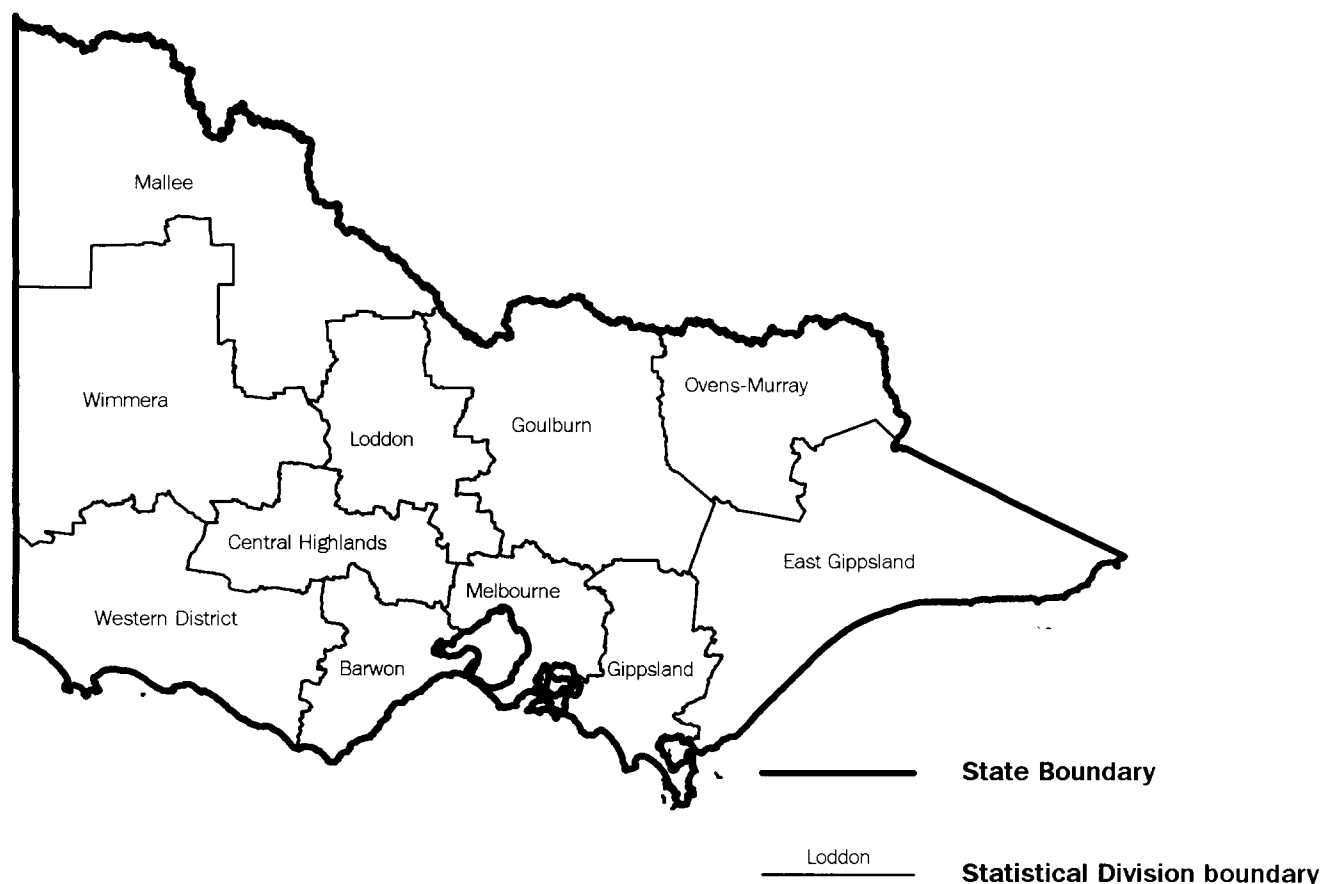 Mallee
Wimmera
Ovens-Murray
Goulburn
Loddon
Central Highlands
East Gippsland
Melbourne
Western District
Barwon
Gippsland
State Boundary
Loddon
Statistical Division boundary